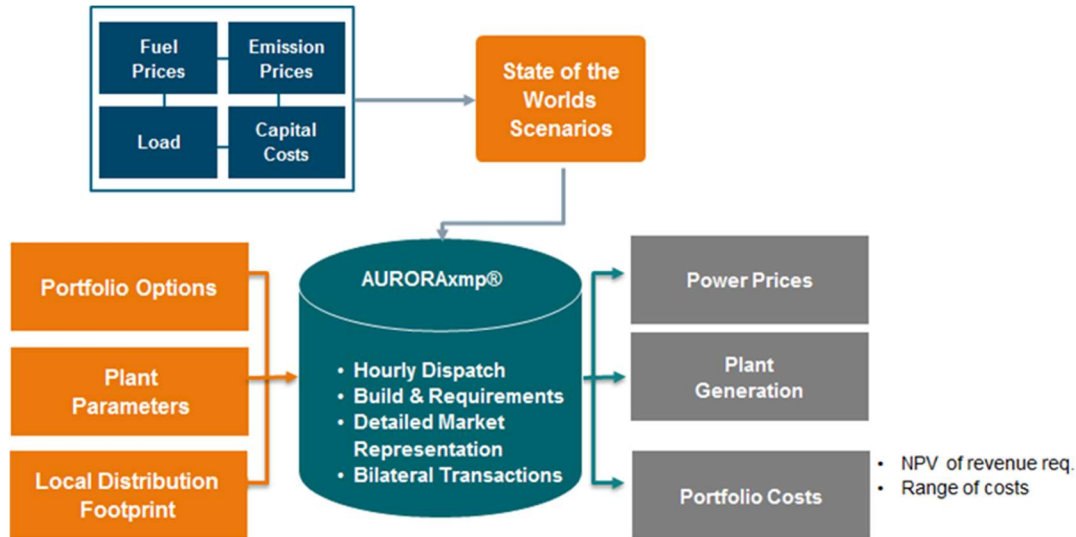 Fuel
Prices
Emission
Prices
Load
Capital
Costs
State of the
Worlds
Scenarios
Portfolio Options
Plant
Parameters
Local Distribution
Footprint
AURORAxmp®
• Hourly Dispatch
• Build & Requirements
• Detailed Market
Representation
• Bilateral Transactions
Power Prices
Plant
Generation
Portfolio Costs
• NPV of revenue req.
• Range of costs